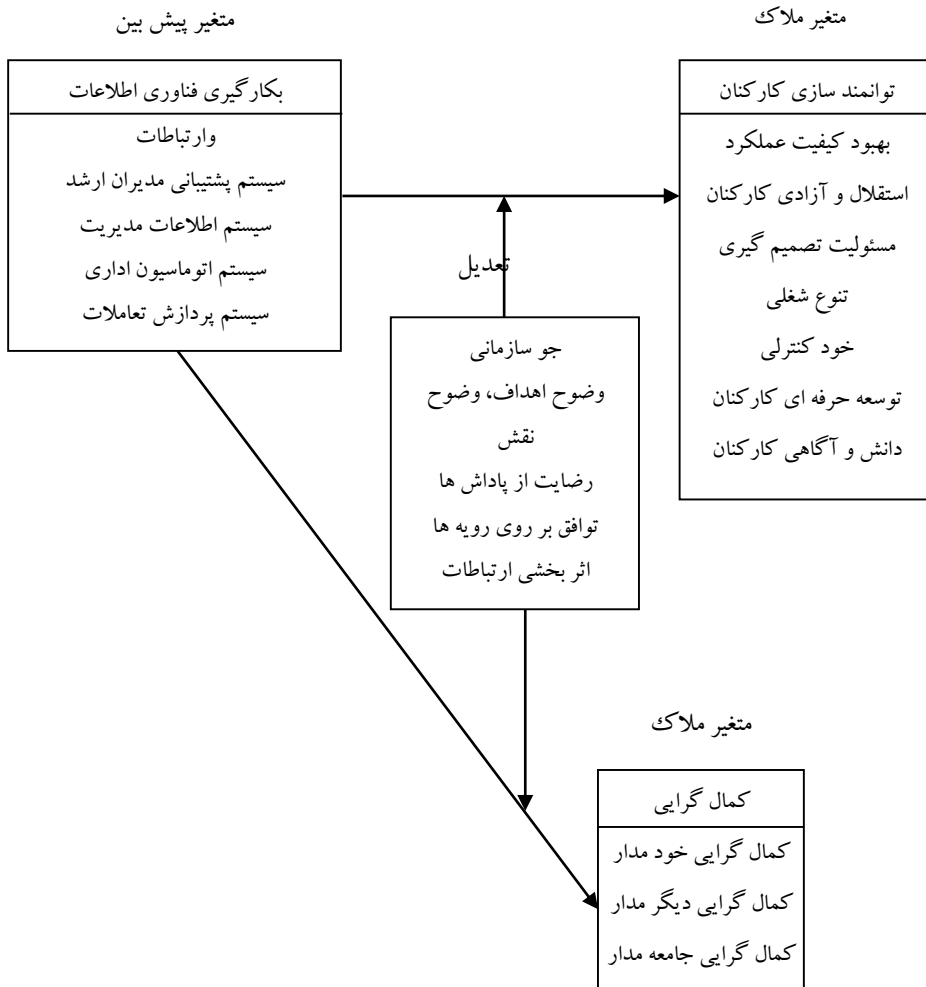 متغیر پیش بین
متغیر ملاک
بکارگیری فناوری اطلاعات
وارتباطات
سیستم پشتیبانی مدیران ارشد
سیستم اطلاعات مدیریت
سیستم اتوماسیون اداری
سیستم پردازش تعاملات
توانمند سازی کارکنان
بهبود کیفیت عملکرد
استقلال و آزادی کارکنان
مسئولیت تصمیم گیری
تنوع شغلی
خود کنترلی
توسعه حرفه ای کارکنان
دانش و آگاهی کارکنان
تعدیل
جو سازمانی
وضوح اهداف، وضوح
نقش
رضایت از پاداش ها
توافق بر روی رویه ها
اثر بخشی ارتباطات
متغیر ملاک
کمال گرایی
کمال گرایی خود مدار
کمال گرایی دیگر مدار
کمال گرایی جامعه مدار